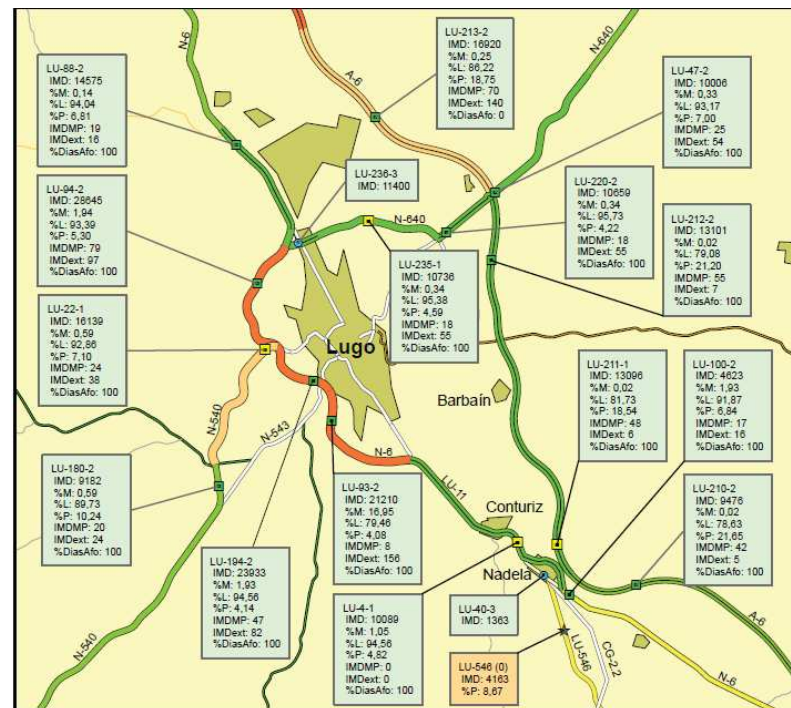 N-6
A-6
N-640
LU-88-2
IMD: 14575
%M: 0,14
%L: 94,04
%P: 6,81
IMDMP: 19
IMDext: 16
%DiasAfo: 100
LU-213-2
IMD: 16920
%M: 0,25
%L: 86,22
%P: 18,75
IMDMP: 70
IMDext: 140
%DiasAfo: 0
LU-47-2
IMD: 10006
%M: 0,33
%L: 93,17
%P: 7,00
IMDMP: 25
IMDext: 54
%DiasAfo: 100
LU-236-3
IMD: 11400
LU-94-2
IMD: 28645
%M: 1,94
%L: 93,39
%P: 5,30
IMDMP: 79
IMDext: 97
%DiasAfo: 100
N-640
LU-220-2
IMD: 10659
%M: 0,34
%L: 95,73
%P: 4,22
IMDMP: 18
IMDext: 55
%DiasAfo: 100
LU-212-2
IMD: 13101
%M: 0,02
%L: 79,08
%P: 21,20
IMDMP: 55
IMDext: 7
%DiasAfo: 100
LU-235-1
IMD: 10736
%M: 0,34
%L: 95,38
%P: 4,59
IMDMP: 18
IMDext: 55
%DiasAfo: 100
LU-22-1
IMD: 16139
%M: 0,59
%L: 92,86
%P: 7,10
IMDMP: 24
IMDext: 38
%DiasAfo: 100
Lugo
Barbaín
LU-211-1
IMD: 13096
%M: 0,02
%L: 81,73
%P: 18,54
IMDMP: 48
IMDext: 6
%DiasAfo: 100
LU-100-2
IMD: 4623
%M: 1,93
%L: 91,87
%P: 6,84
IMDMP: 17
IMDext: 16
%DiasAfo: 100
N-540
N-543
N-6
LU-11
LU-180-2
IMD: 9182
%M: 0,59
%L: 89,73
%P: 10,24
IMDMP: 20
IMDext: 24
%DiasAfo: 100
LU-93-2
IMD: 21210
%M: 16,95
%L: 79,46
%P: 4,08
IMDMP: 8
IMDext: 156
%DiasAfo: 100
Conturiz
LU-210-2
IMD: 9476
%M: 0,02
%L: 78,63
%P: 21,65
IMDMP: 42
IMDext: 5
%DiasAfo: 100
LU-194-2
IMD: 23933
%M: 1,93
%L: 94,56
%P: 4,14
IMDMP: 47
IMDext: 82
%DiasAfo: 100
Nadela
LU-4-1
IMD: 10089
%M: 1,05
%L: 94,56
%P: 4,82
IMDMP: 0
IMDext: 0
%DiasAfo: 100
LU-40-3
IMD: 1363
N-540
LU-546
CG-2.2
N-6
A-6
LU-546 (0)
IMD: 4163
%P: 8,67